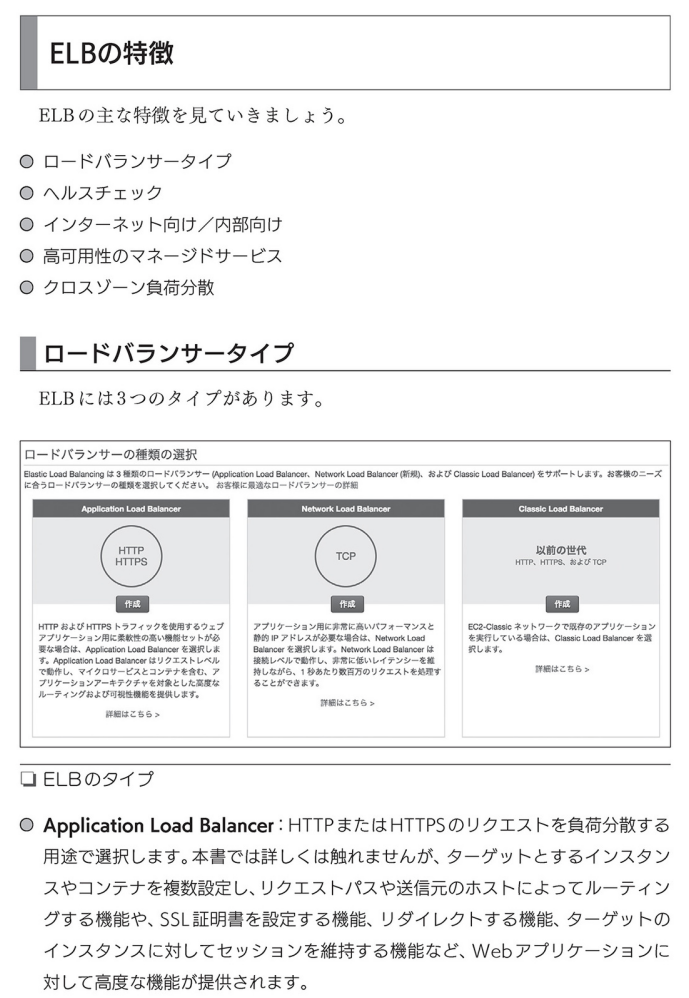 ELBの特徴
ELBの主な特徴を見ていきましょう。
ロードバランサータイプ
ヘルスチェック
インターネット向け／内部向け
高可用性のマネージドサービス
クロスゾーン負荷分散
ロードバランサータイプ
ELBには3つのタイプがあります。
ロードバランサーの種類の選択
Elastic Load Balancing は 3 種類のロードバランサー (Application Load Balancer、Network Load Balancer (新規)、および Classic Load Balancer) をサポートします。お客様のニーズ
に合うロードバランサーの種類を選択してください。 お客様に最適なロードバランサーの詳細
Application Load Balancer
HTTP
HTTPS
作成
HTTP および HTTPS トラフィックを使用するウェブ
アプリケーション用に柔軟性の高い機能セットが必
要な場合は、Application Load Balancer を選択しま
す。Application Load Balancer はリクエストレベル
で動作し、マイクロサービスとコンテナを含む、ア
プリケーションアーキテクチャを対象とした高度な
ルーティングおよび可視性機能を提供します。
詳細はこちら >
Network Load Balancer
TCP
作成
アプリケーション用に非常に高いパフォーマンスと
静的 IP アドレスが必要な場合は、Network Load
Balancer を選択します。Network Load Balancer は
接続レベルで動作し、非常に低いレイテンシーを維
持しながら、1 秒あたり数百万のリクエストを処理す
ることができます。
詳細はこちら >
Classic Load Balancer
以前の世代
HTTP、HTTPS、および TCP
作成
EC2-Classic ネットワークで既存のアプリケーション
を実行している場合は、Classic Load Balancer を選
択します。
詳細はこちら >
ELBのタイプ
Application Load Balancer：HTTPまたはHTTPSのリクエストを負荷分散する
用途で選択します。本書では詳しくは触れませんが、ターゲットとするインスタン
スやコンテナを複数設定し、リクエストパスや送信元のホストによってルーティン
グする機能や、SSL証明書を設定する機能、リダイレクトする機能、ターゲットの
インスタンスに対してセッションを維持する機能など、Webアプリケーションに
対して高度な機能が提供されます。